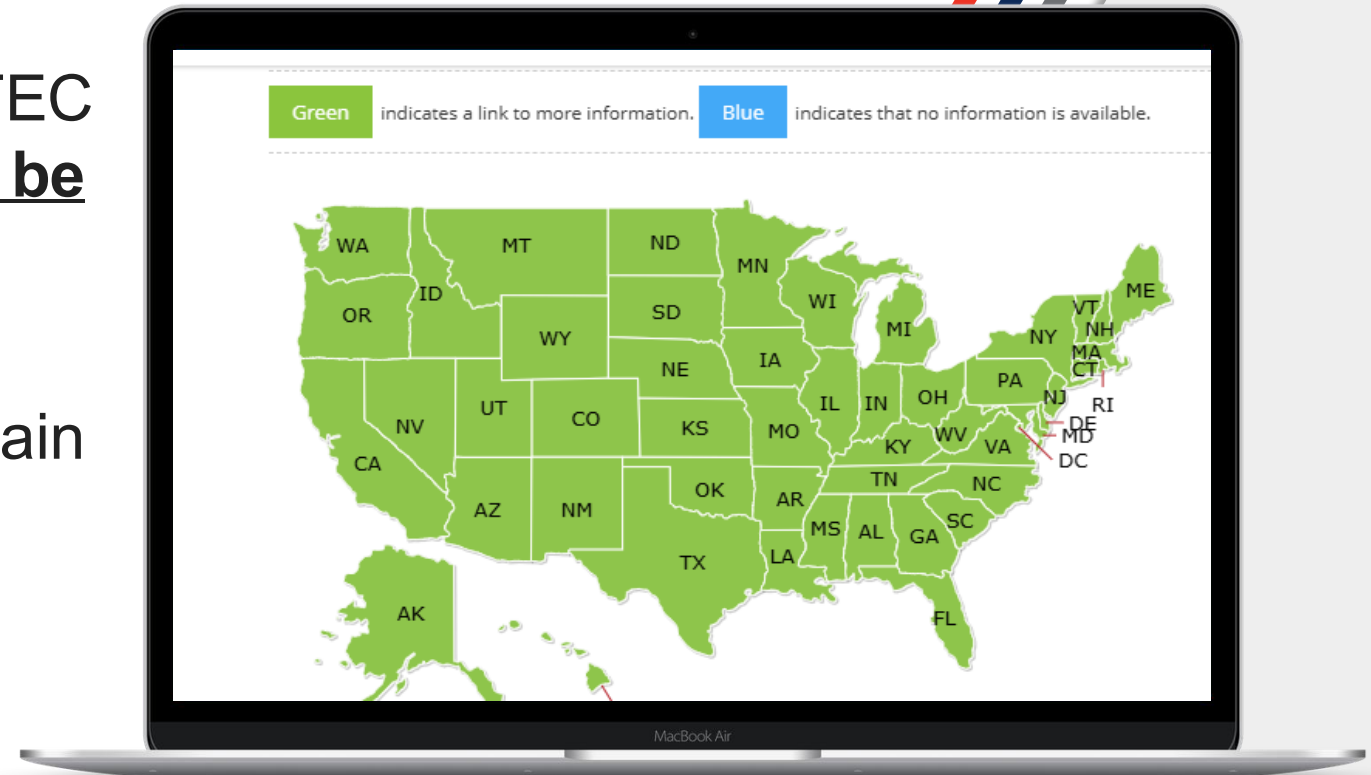 TEC
be
ain
Green indicates a link to more information. Blue indicates that no information is available.
WA
MT
ND
MN
ID
OR
SD
WI
MI
VT
ME
NH
NY
WY
MA
IA
NE
CT
PA
UT
CO
IL
IN
OH
NJ
RI
NV
KS
MO
WV
VA
DE
MD
KY
DC
CA
TN
NC
OK
AR
AZ
NM
SC
MS
AL
GA
LA
TX
AK
FL
MacBook Air